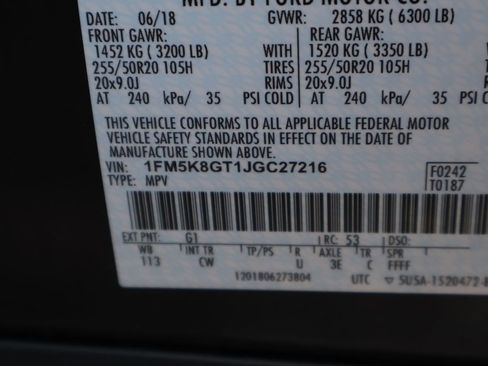 MFD. BY FORD MOTOR CO.
DATE: 06/18 GVWR: 2858 KG ( 6300 LB)
FRONT GAWR: REAR GAWR:
1452 KG ( 3200 LB) WITH 1520 KG ( 3350 LB)
255/50R20 105H TIRES 255/50R20 105H
20x9.0J RIMS 20x9.0J
AT 240 kPa/ 35 PSI COLD AT 240 kPa/ 35
THIS VEHICLE CONFORMS TO ALL APPLICABLE FEDERAL MOTOR
VEHICLE SAFETY STANDARDS IN EFFECT ON THE DATE OF
MANUFACTURE SHOWN ABOVE.
VIN: 1FM5K8GT1JGC27216 F0242
TYPE: MPV T0187
EXT PNT: G1 RC: 53 DSO:
WB INT TR TP/PS R AXLE TR SPR
113 CW U 3E C FFFF
1201806273804 UTC 5U5A-1520472-